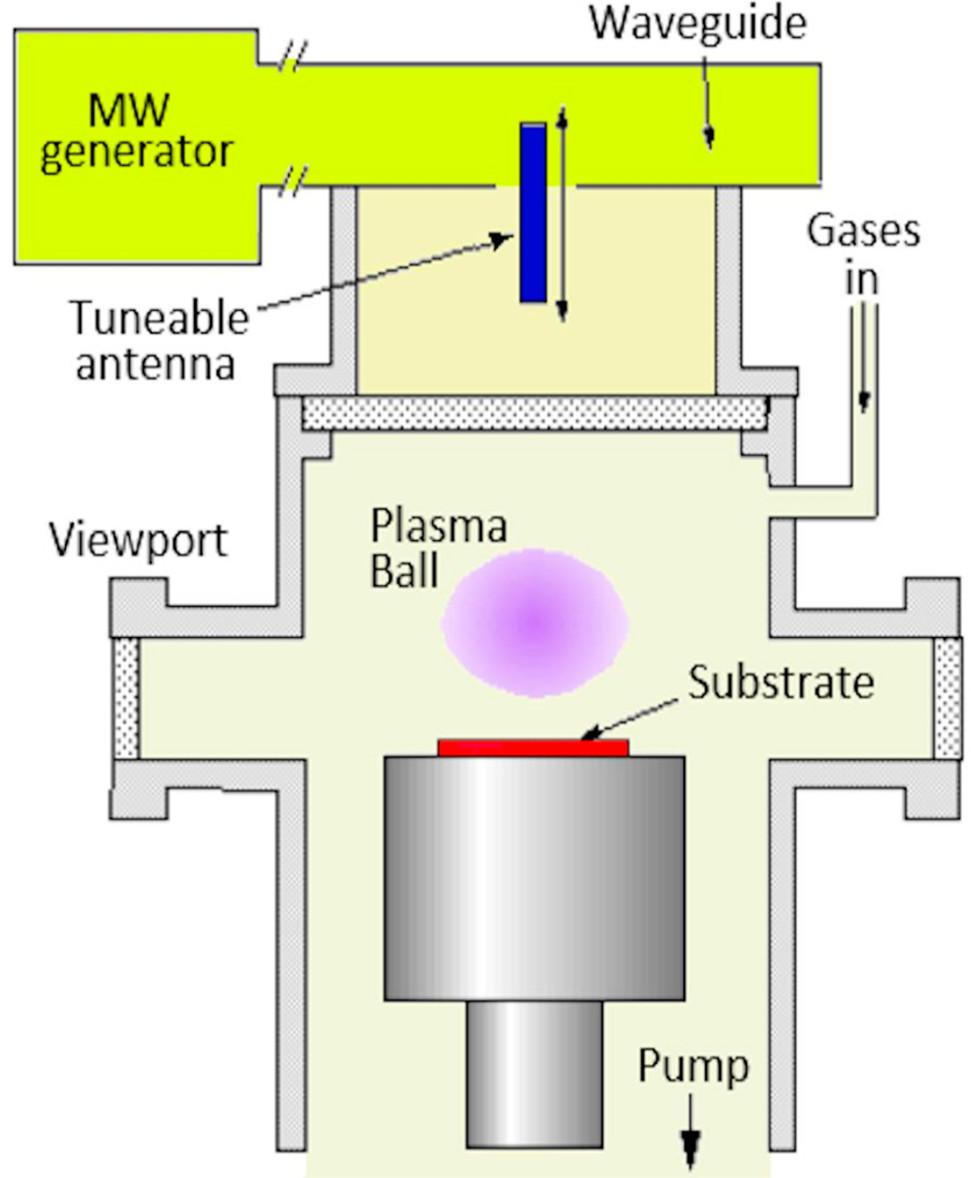 Waveguide
MW
generator
Gases
in
Tuneable
antenna
Plasma
Ball
Viewport
Substrate
Pump